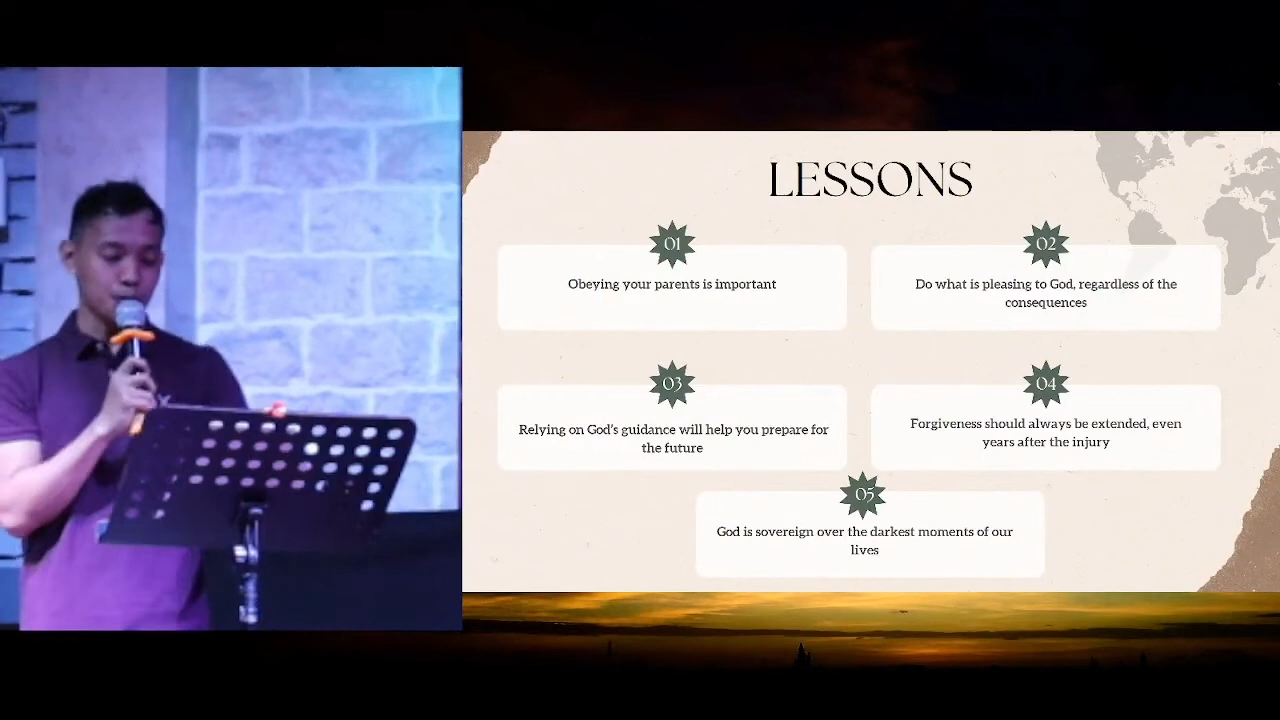 LESSONS
01
Obeying your parents is important
02
Do what is pleasing to God, regardless of the
consequences
03
Relying on God's guidance will help you prepare for
the future
04
Forgiveness should always be extended, even
years after the injury
05
God is sovereign over the darkest moments of our
lives